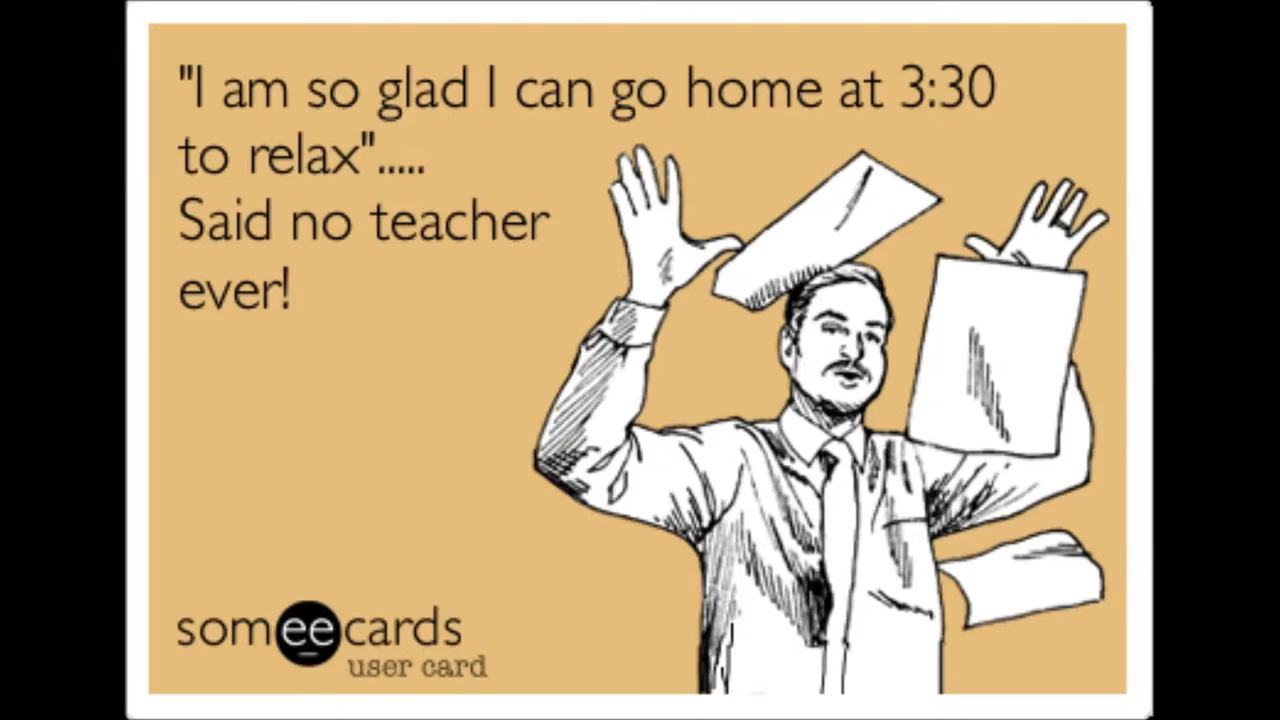 "I am so glad I can go home at 3:30
to relax".....
Said no teacher
ever!
someecards
user card